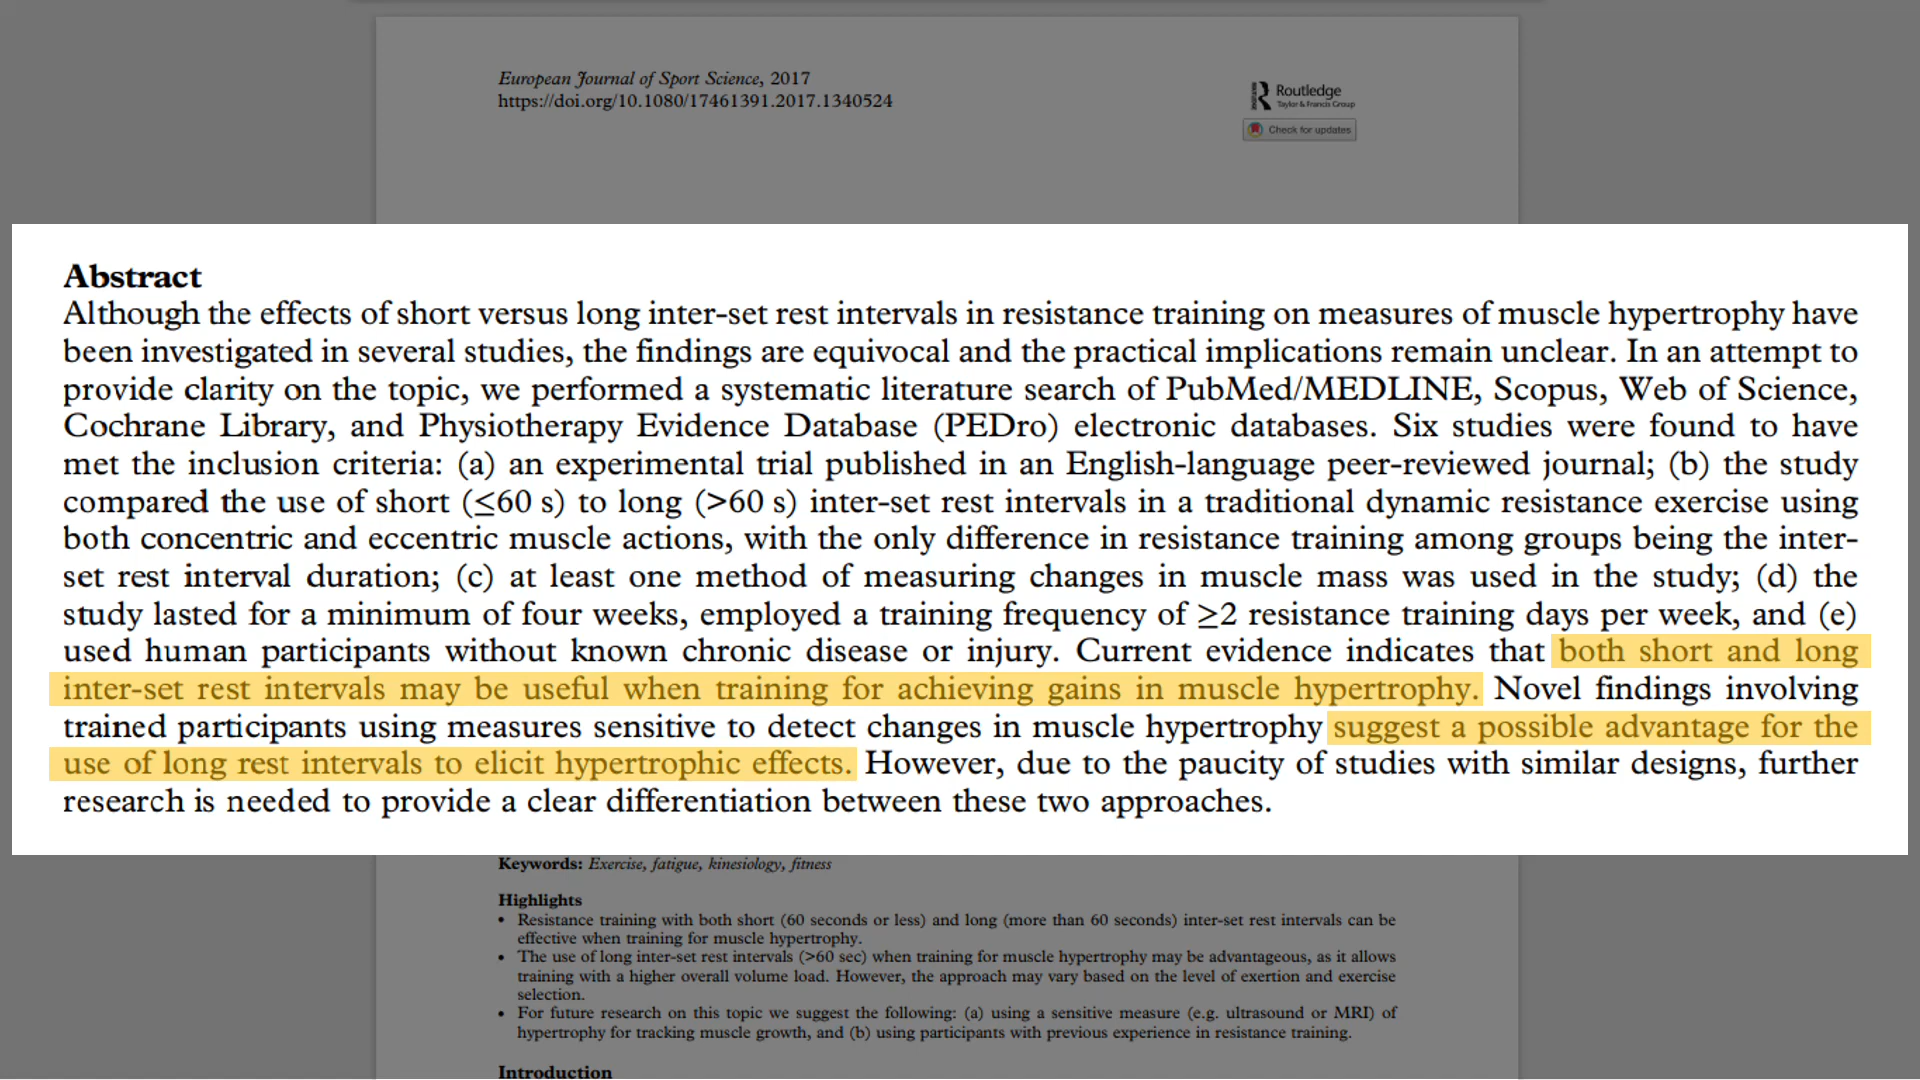 European Journal of Sport Science, 2017
https://doi.org/10.1080/17461391.2017.1340524
Routledge
Taylor & Francis Group
Check for updates
Abstract
Although the effects of short versus long inter-set rest intervals in resistance training on measures of muscle hypertrophy have
been investigated in several studies, the findings are equivocal and the practical implications remain unclear. In an attempt to
provide clarity on the topic, we performed a systematic literature search of PubMed/MEDLINE, Scopus, Web of Science,
Cochrane Library, and Physiotherapy Evidence Database (PEDro) electronic databases. Six studies were found to have
met the inclusion criteria: (a) an experimental trial published in an English-language peer-reviewed journal; (b) the study
compared the use of short (≤60 s) to long (>60 s) inter-set rest intervals in a traditional dynamic resistance exercise using
both concentric and eccentric muscle actions, with the only difference in resistance training among groups being the inter-
set rest interval duration; (c) at least one method of measuring changes in muscle mass was used in the study; (d) the
study lasted for a minimum of four weeks, employed a training frequency of ≥2 resistance training days per week, and (e)
used human participants without known chronic disease or injury. Current evidence indicates that both short and long
inter-set rest intervals may be useful when training for achieving gains in muscle hypertrophy. Novel findings involving
trained participants using measures sensitive to detect changes in muscle hypertrophy suggest a possible advantage for the
use of long rest intervals to elicit hypertrophic effects. However, due to the paucity of studies with similar designs, further
research is needed to provide a clear differentiation between these two approaches.
Keywords: Exercise, fatigue, kinesiology, fitness
Highlights
• Resistance training with both short (60 seconds or less) and long (more than 60 seconds) inter-set rest intervals can be
effective when training for muscle hypertrophy.
• The use of long inter-set rest intervals (>60 sec) when training for muscle hypertrophy may be advantageous, as it allows
training with a higher overall volume load. However, the approach may vary based on the level of exertion and exercise
selection.
• For future research on this topic we suggest the following: (a) using a sensitive measure (e.g. ultrasound or MRI) of
hypertrophy for tracking muscle growth, and (b) using participants with previous experience in resistance training.
Introduction